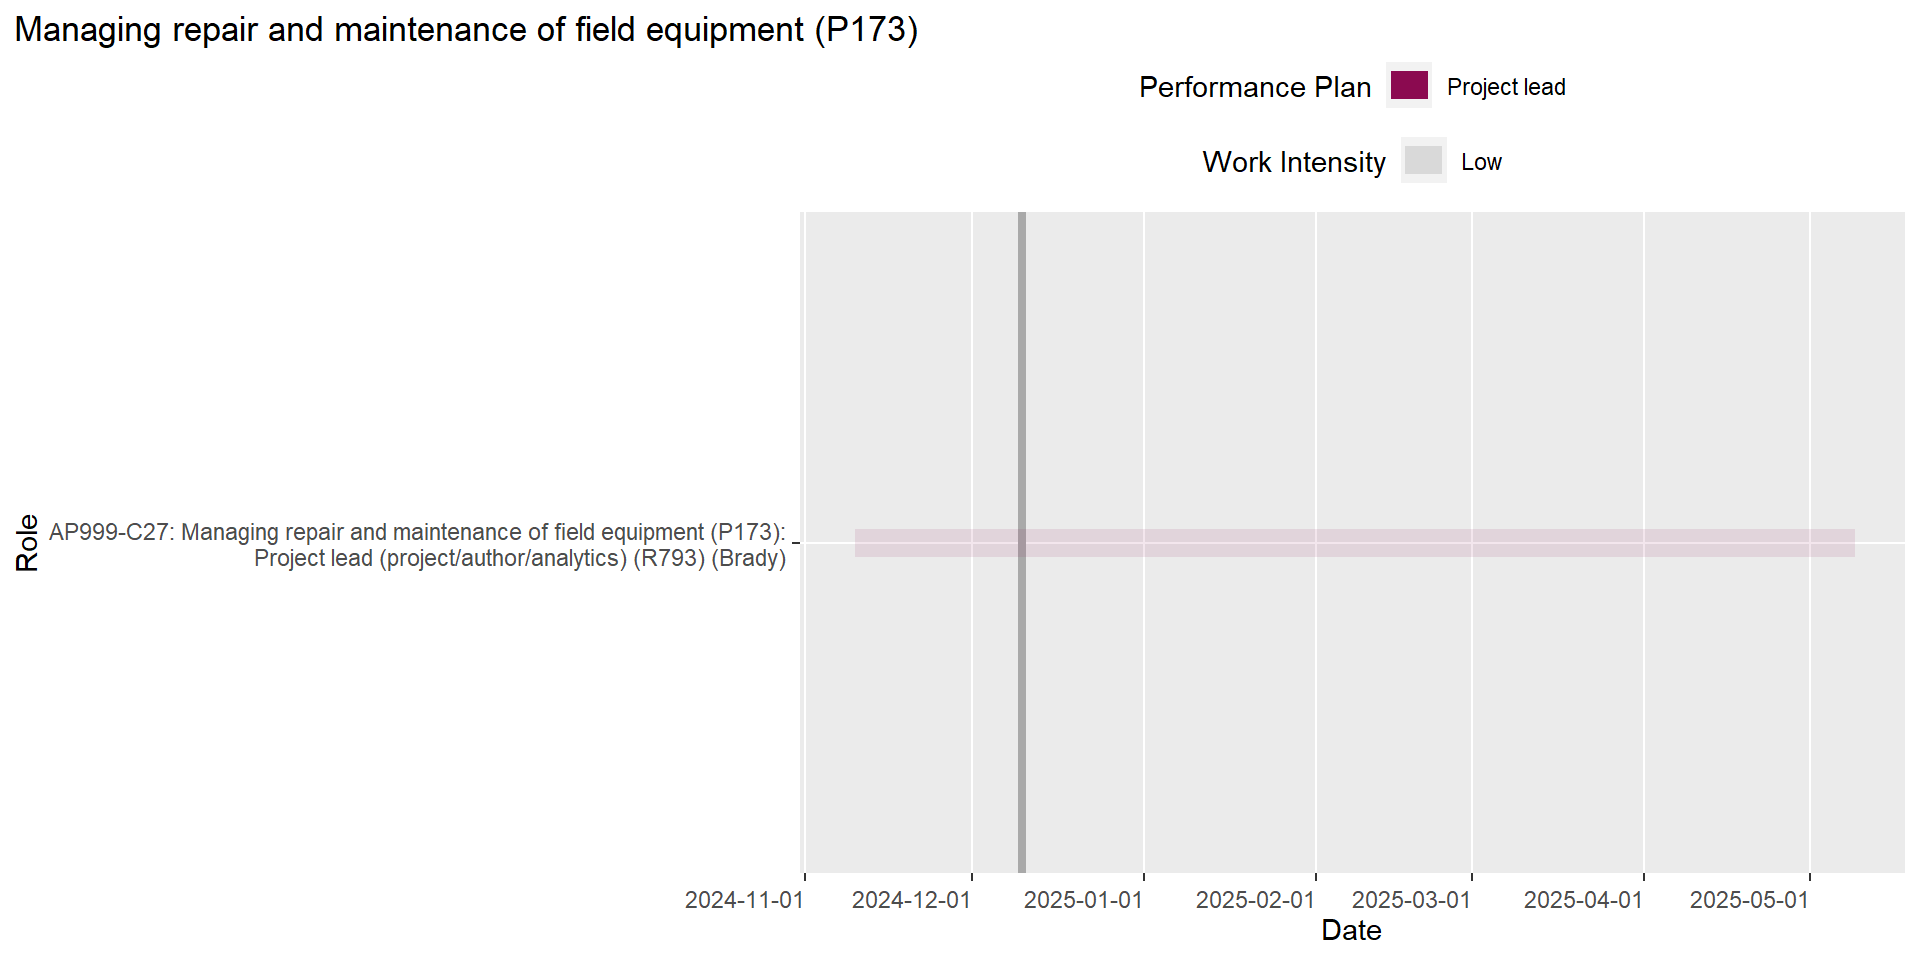 Managing repair and maintenance of field equipment (P173)
Performance Plan
Project lead
Work Intensity
Low
Role
AP999-C27: Managing repair and maintenance of field equipment (P173):
Project lead (project/author/analytics) (R793) (Brady)
2024-11-01
2024-12-01
2025-01-01
2025-02-01
2025-03-01
2025-04-01
2025-05-01
Date